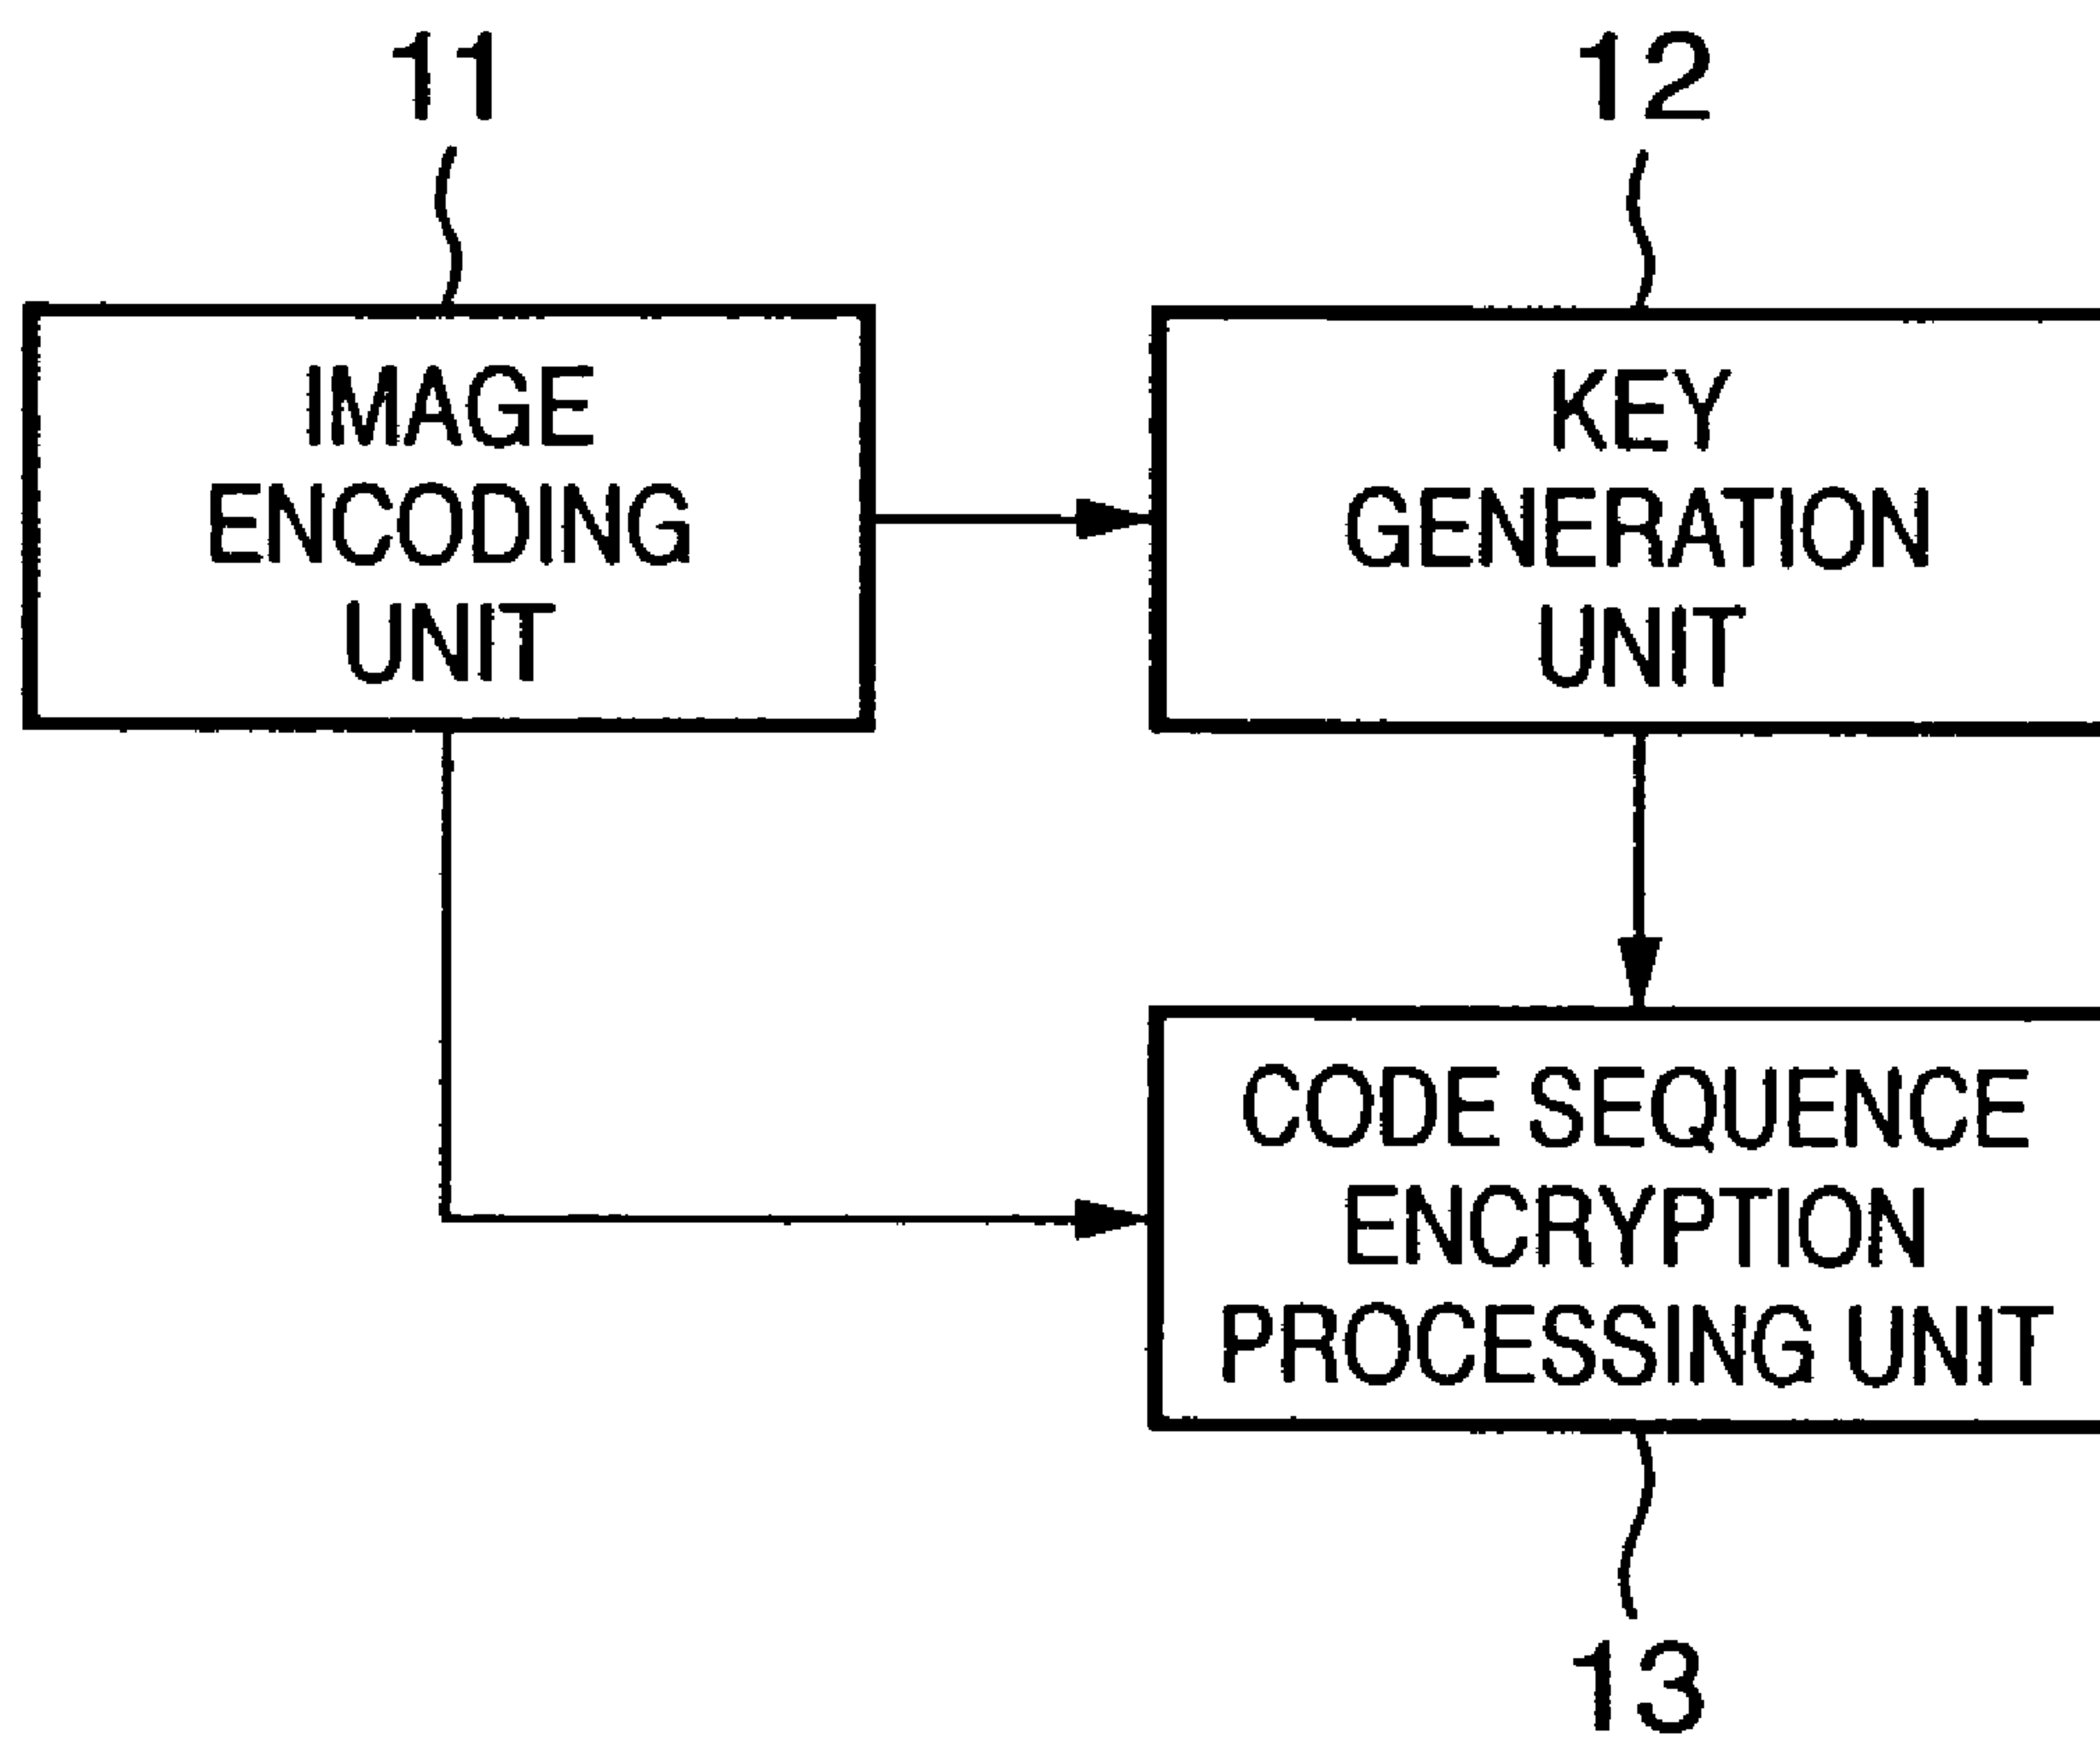 11
12
IMAGE
ENCODING
UNIT
KEY
GENERATION
UNIT
CODE SEQUENCE
ENCRYPTION
PROCESSING UNIT
13